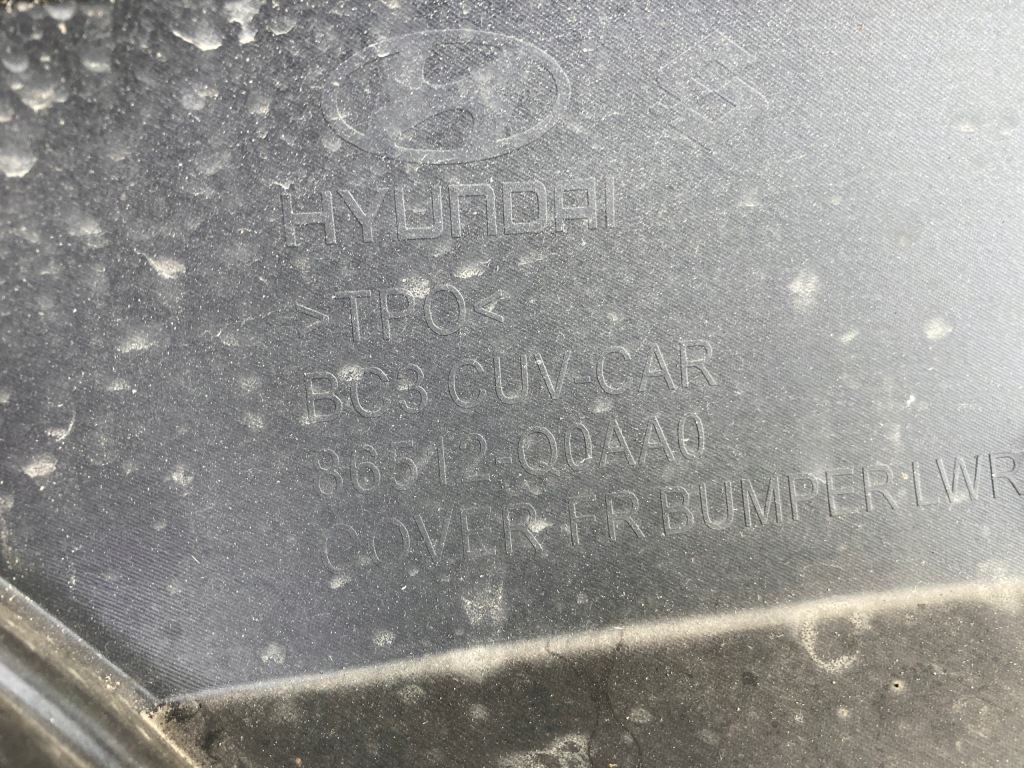 HYUNDAI
>TPO<
BC3 CUV-CAR
86512-Q0AA0
COVER-FR BUMPER LWR